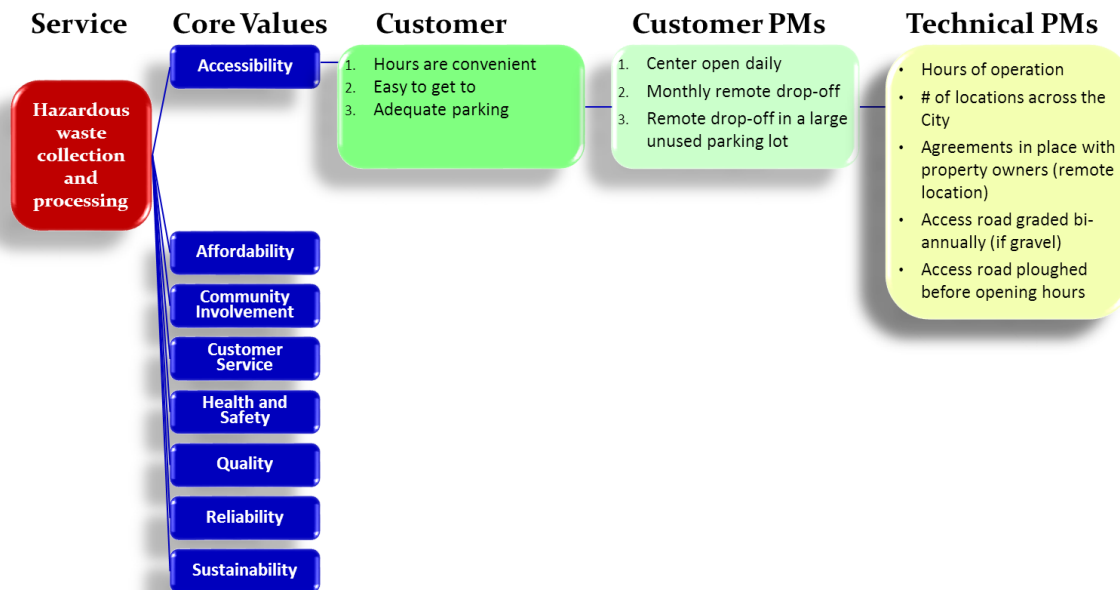 Service
Core Values
Customer
Customer PMs
Technical PMs
Hazardous
waste
collection
and
processing
Accessibility
Affordability
Community
Involvement
Customer
Service
Health and
Safety
Quality
Reliability
Sustainability
1. Hours are convenient
2. Easy to get to
3. Adequate parking
1. Center open daily
2. Monthly remote drop-off
3. Remote drop-off in a large
unused parking lot
• Hours of operation
• # of locations across the
City
• Agreements in place with
property owners (remote
location)
• Access road graded bi-
annually (if gravel)
• Access road ploughed
before opening hours